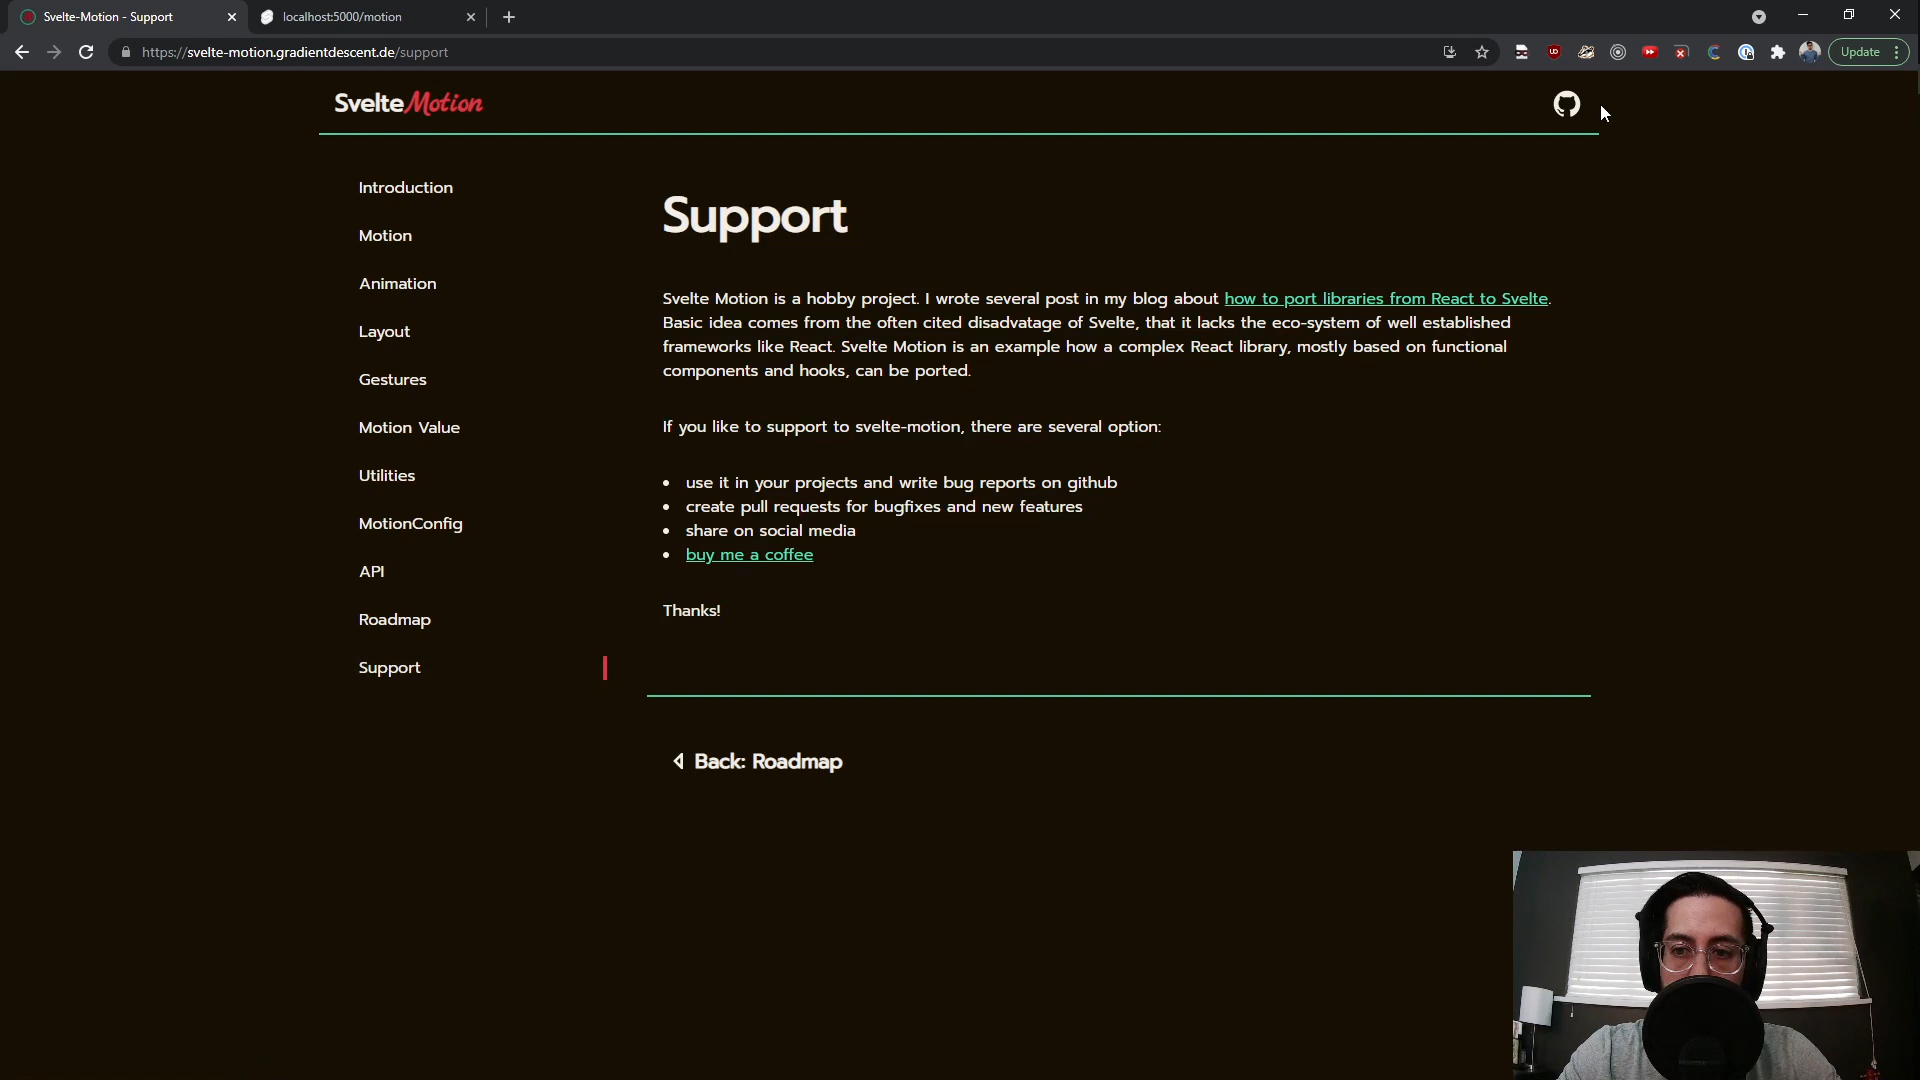 Svelte-Motion - Support
localhost:5000/motion
https://svelte-motion.gradientdescent.de/support
Update
SvelteMotion
Introduction
Motion
Animation
Layout
Gestures
Motion Value
Utilities
MotionConfig
API
Roadmap
Support
Support
Svelte Motion is a hobby project. I wrote several post in my blog about how to port libraries from React to Svelte.
Basic idea comes from the often cited disadvatage of Svelte, that it lacks the eco-system of well established
frameworks like React. Svelte Motion is an example how a complex React library, mostly based on functional
components and hooks, can be ported.
If you like to support to svelte-motion, there are several option:
use it in your projects and write bug reports on github
create pull requests for bugfixes and new features
share on social media
buy me a coffee
Thanks!
Back: Roadmap